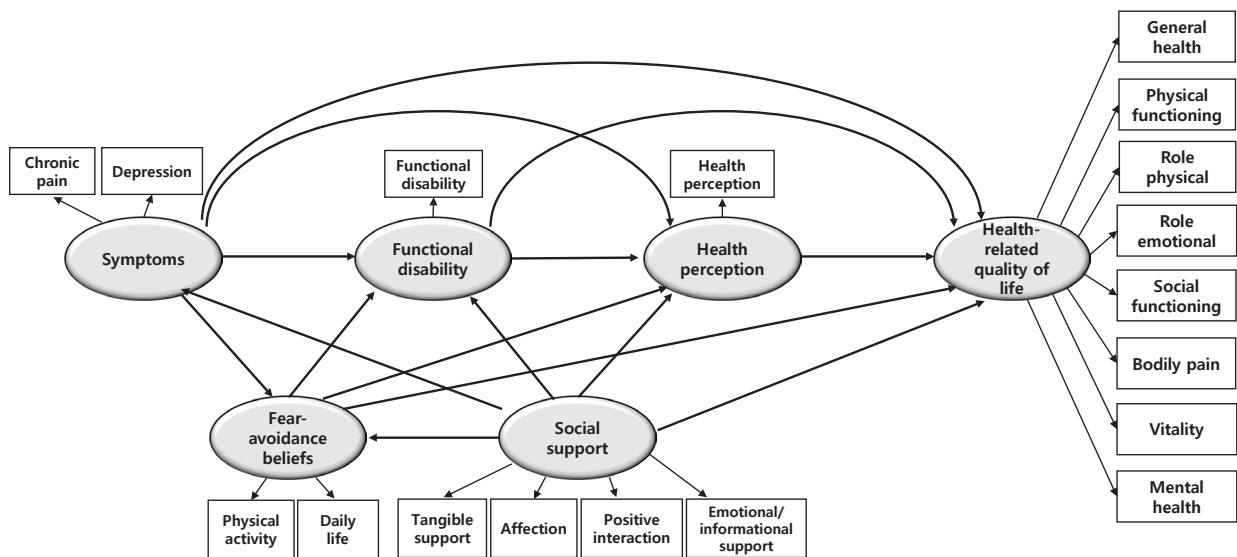 General
health
Physical
functioning
Role
physical
Role
emotional
Social
functioning
Bodily pain
Vitality
Mental
health
Chronic
pain
Depression
Functional
disability
Health
perception
Symptoms
Functional
disability
Health
perception
Health-
related
quality of
life
Fear-
avoidance
beliefs
Social
support
Physical
activity
Daily
life
Tangible
support
Affection
Positive
interaction
Emotional/
informational
support